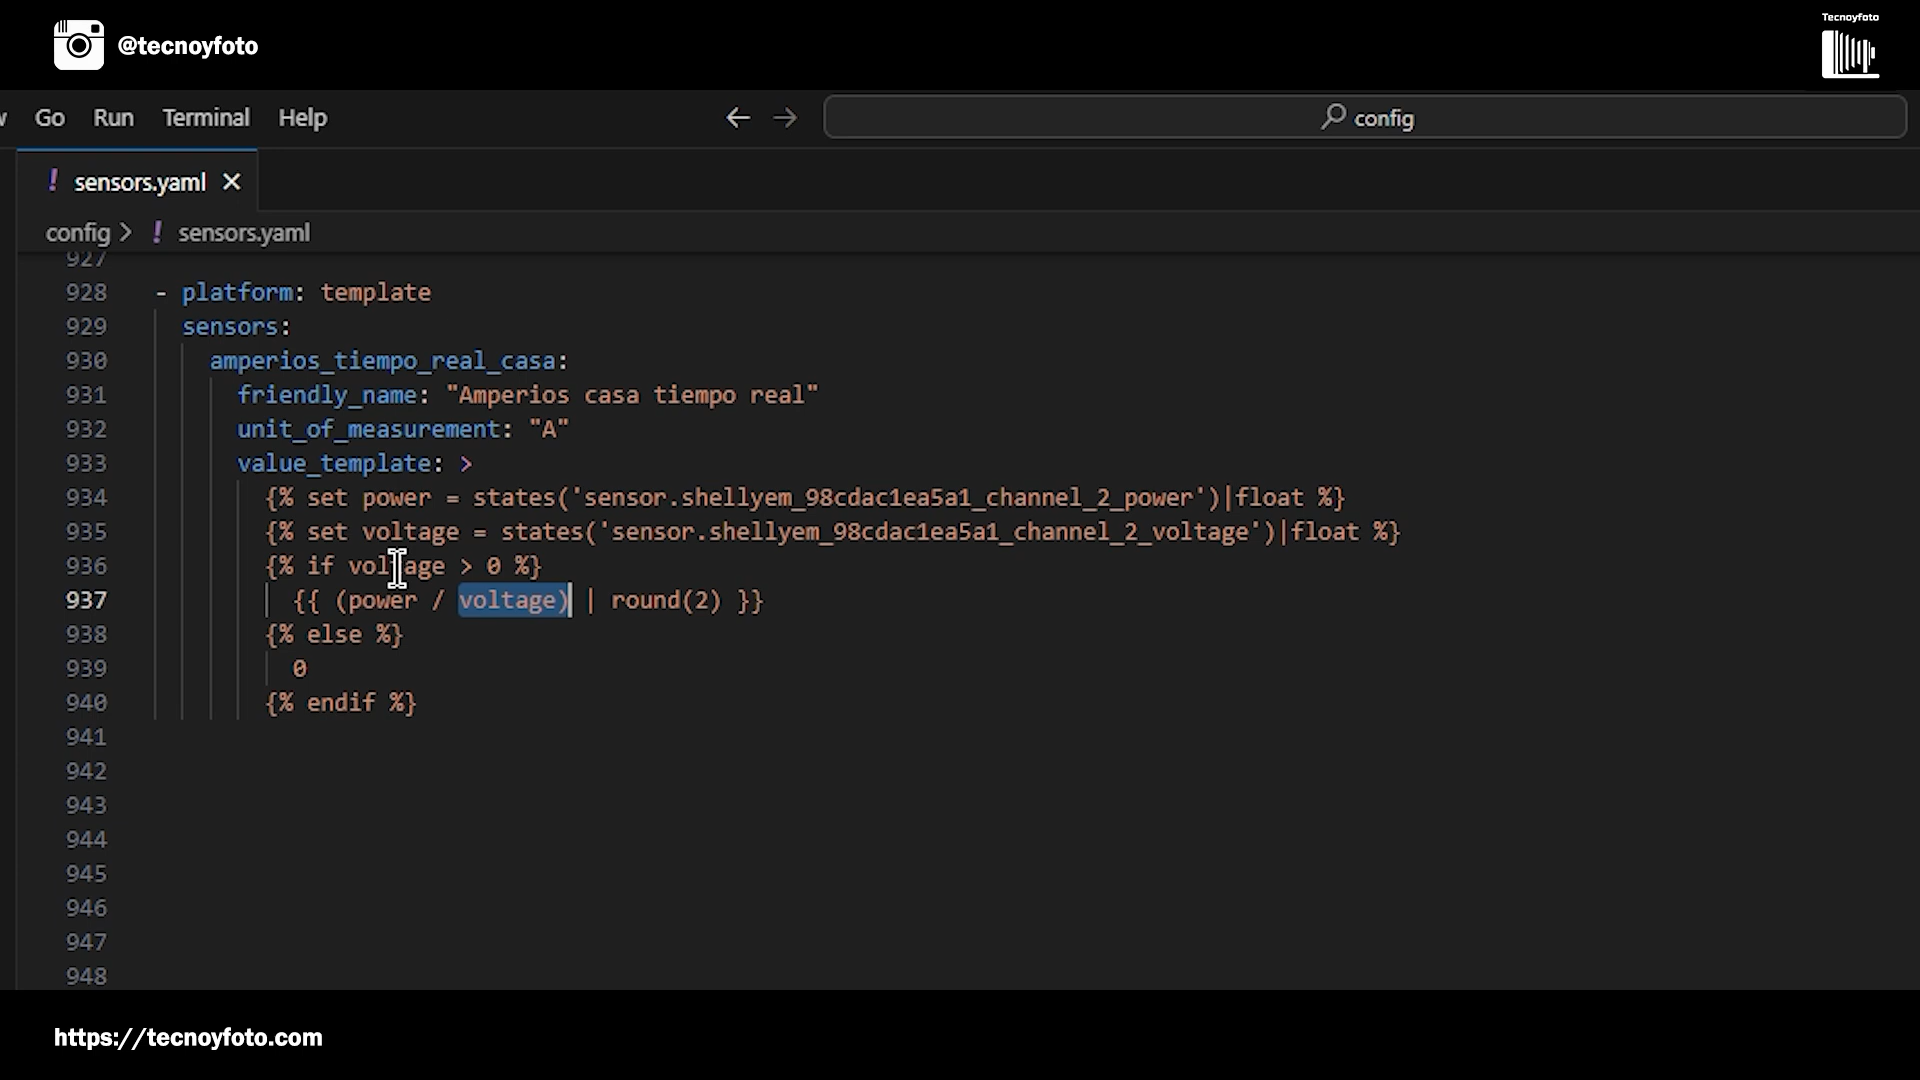 @tecnoyfoto
Tecnoyfoto
Go Run Terminal Help
config
! sensors.yaml
config > ! sensors.yaml
927
928 - platform: template
929 sensors:
930 amperios_tiempo_real_casa:
931 friendly_name: "Amperios casa tiempo real"
932 unit_of_measurement: "A"
933 value_template: >
934 {% set power = states('sensor.shellyem_98cdac1ea5a1_channel_2_power')|float %}
935 {% set voltage = states('sensor.shellyem_98cdac1ea5a1_channel_2_voltage')|float %}
936 {% if voltage > 0 %}
937 {{ (power / voltage) | round(2) }}
938 {% else %}
939 0
940 {% endif %}
941
942
943
944
945
946
947
948
https://tecnoyfoto.com